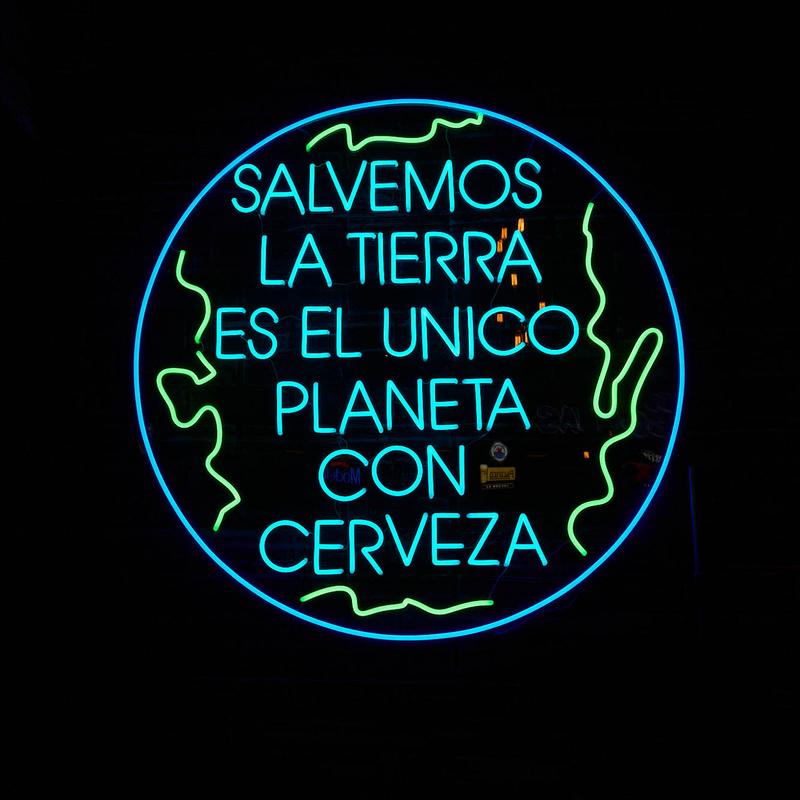 SALVEMOS
LA TIERRA
ES EL UNICO
PLANETA
CON
CERVEZA